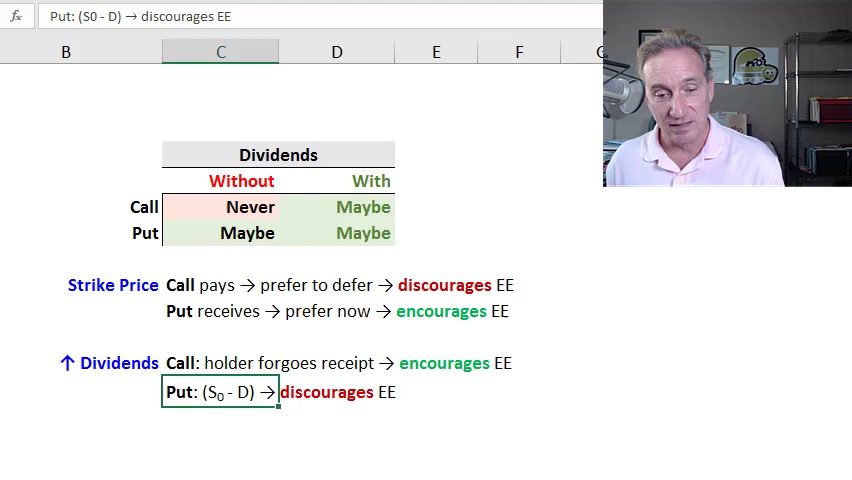 fx Put: (S0 - D) → discourages EE
B C D E F G
Dividends
Without With
Call Never Maybe
Put Maybe Maybe
Strike Price Call pays → prefer to defer → discourages EE
Put receives → prefer now → encourages EE
↑ Dividends Call: holder forgoes receipt → encourages EE
Put: (S₀ - D) → discourages EE